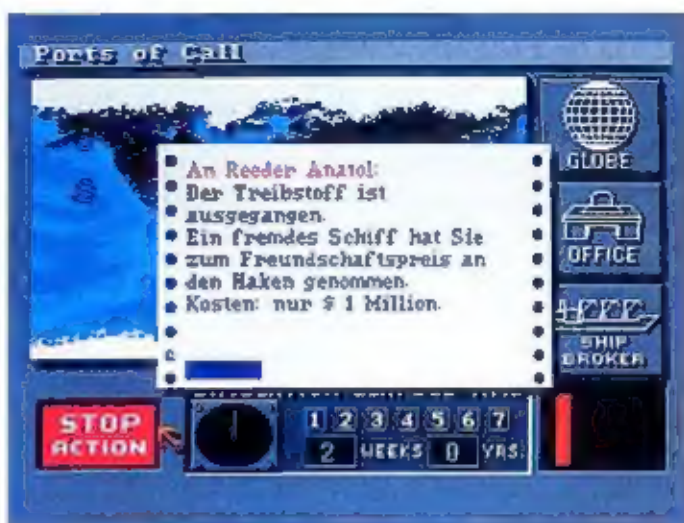 Ports of Call
An Reeder Anatol:
Der Treibstoff ist
ausgegangen.
Ein fremdes Schiff hat Sie
zum Freundschaftspreis an
den Haken genommen.
Kosten: nur $ 1 Million.
GLOBE
OFFICE
SHIP
BROKER
STOP
ACTION
1 2 3 4 5 6 7
2 WEEKS 0 YRS.